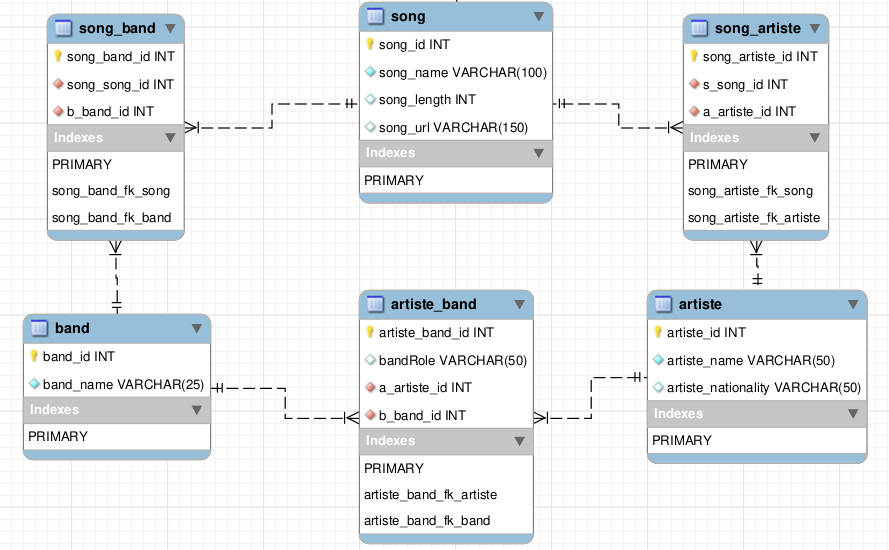 song_band
song_band_id INT
song_song_id INT
b_band_id INT
Indexes
PRIMARY
song_band_fk_song
song_band_fk_band
song
song_id INT
song_name VARCHAR(100)
song_length INT
song_url VARCHAR(150)
Indexes
PRIMARY
song_artiste
song_artiste_id INT
s_song_id INT
a_artiste_id INT
Indexes
PRIMARY
song_artiste_fk_song
song_artiste_fk_artiste
band
band_id INT
band_name VARCHAR(25)
Indexes
PRIMARY
artiste_band
artiste_band_id INT
bandRole VARCHAR(50)
a_artiste_id INT
b_band_id INT
Indexes
PRIMARY
artiste_band_fk_artiste
artiste_band_fk_band
artiste
artiste_id INT
artiste_name VARCHAR(50)
artiste_nationality VARCHAR(50)
Indexes
PRIMARY